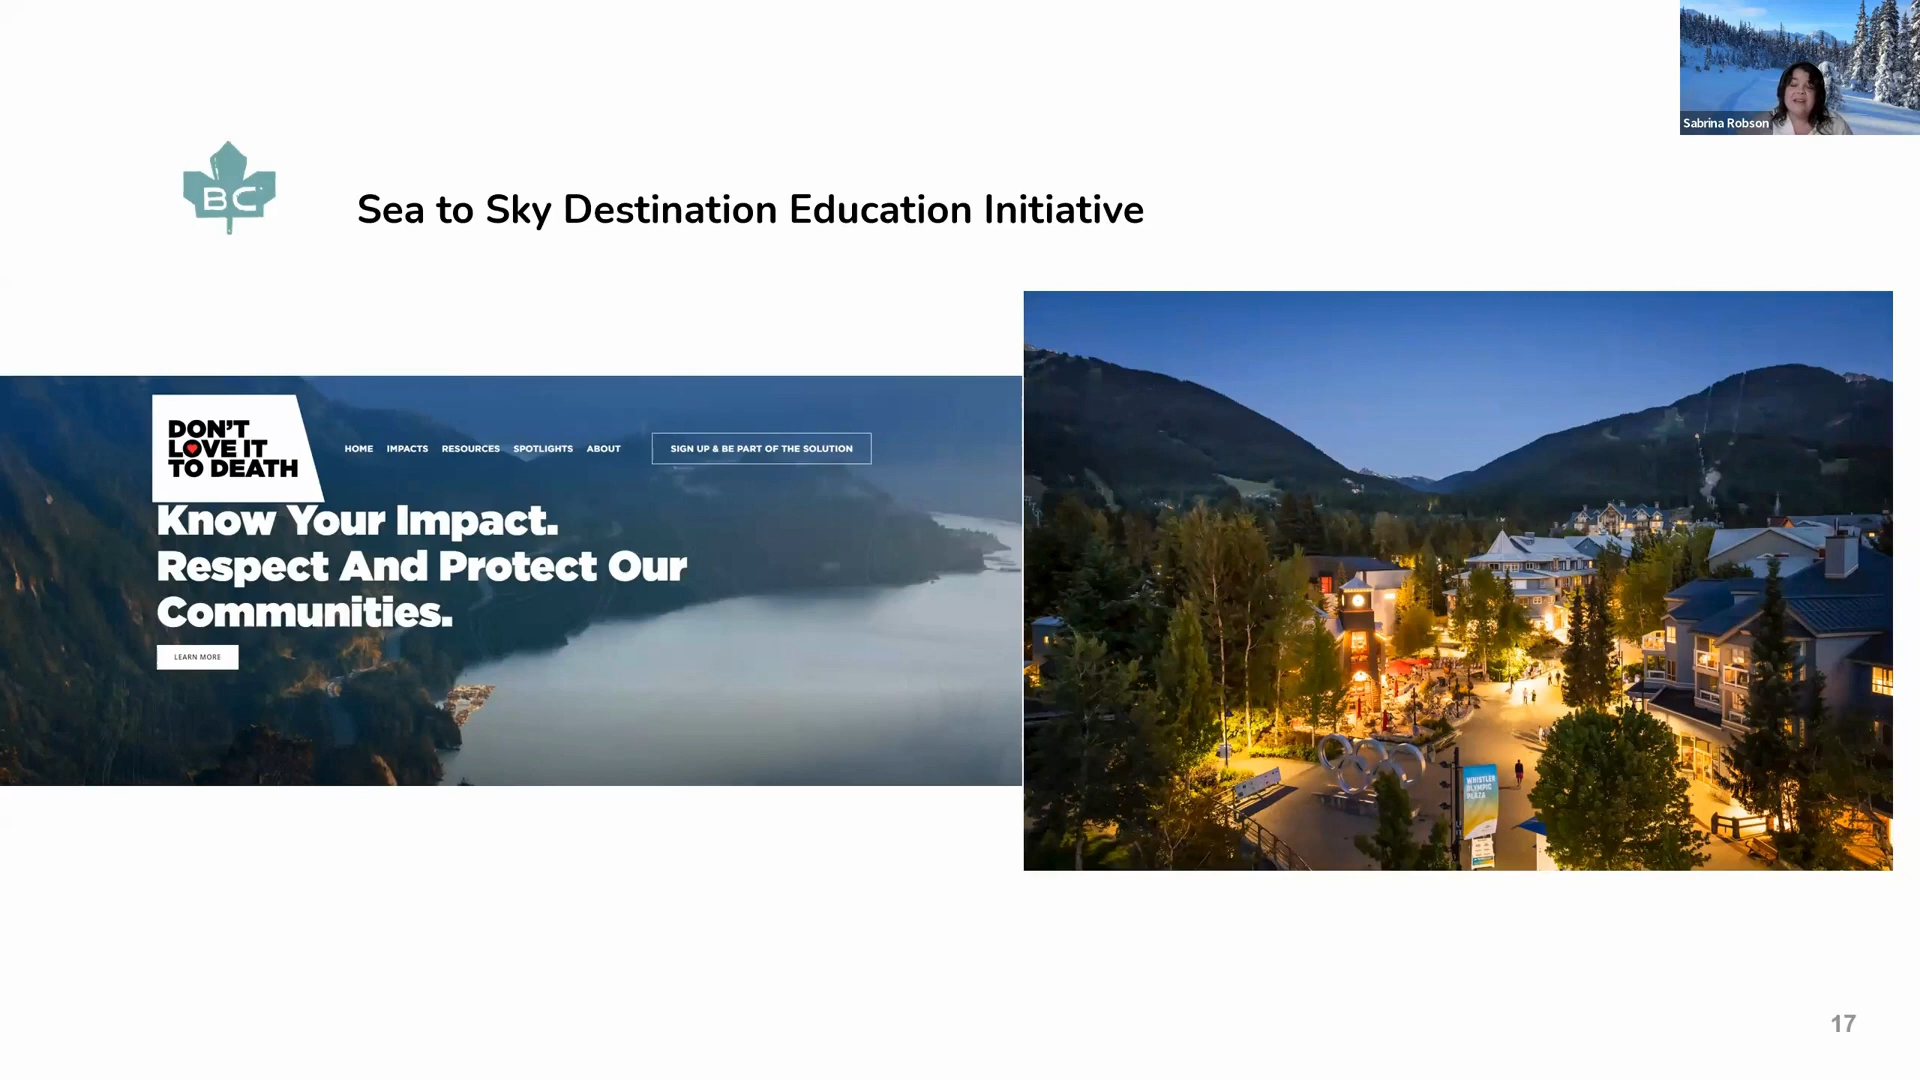 Sabrina Robson
BC
Sea to Sky Destination Education Initiative
DON'T
LOVE IT
TO DEATH
HOME IMPACTS RESOURCES SPOTLIGHTS ABOUT SIGN UP & BE PART OF THE SOLUTION
Know Your Impact.
Respect And Protect Our
Communities.
LEARN MORE
WHISTLER
OLYMPIC
PLAZA
17